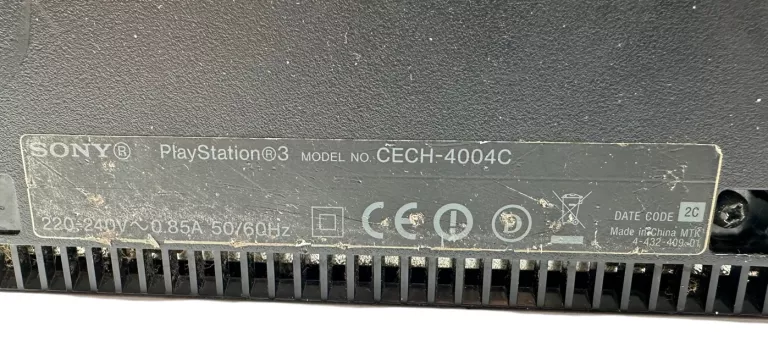 SONY® PlayStation®3 MODEL NO. CECH-4004C
220-240V~0.85A 50/60Hz
CE
DATE CODE 2C
Made in China MTK
4-432-409-01